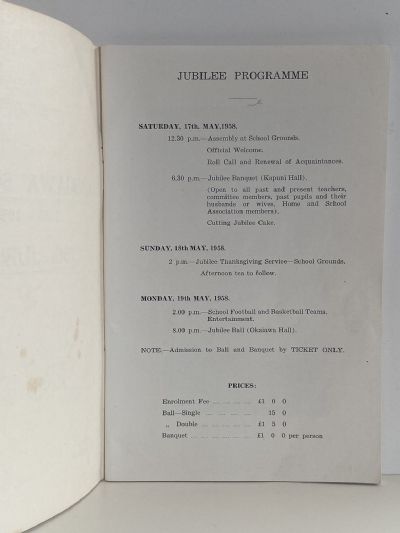 JUBILEE PROGRAMME
SATURDAY, 17th. MAY, 1958.
12.30 p.m.—Assembly at School Grounds.
Official Welcome.
Roll Call and Renewal of Acquaintances.
6.30 p.m.—Jubilee Banquet (Kapuni Hall).
(Open to all past and present teachers,
committee members, past pupils and their
husbands or wives, Home and School
Association members).
Cutting Jubilee Cake.
SUNDAY, 18th MAY, 1958.
2 p.m.—Jubilee Thanksgiving Service—School Grounds.
Afternoon tea to follow.
MONDAY, 19th MAY, 1958.
2.00 p.m.—School Football and Basketball Teams.
Entertainment.
8.00 p.m.—Jubilee Ball (Okaiawa Hall).
NOTE.—Admission to Ball and Banquet by TICKET ONLY.
PRICES:
Enrolment Fee .... .... .... .... £1 0 0
Ball—Single .... .... .... .... 15 0
„ Double .... .... .... .... £1 5 0
Banquet .... .... .... .... .... £1 0 0 per person